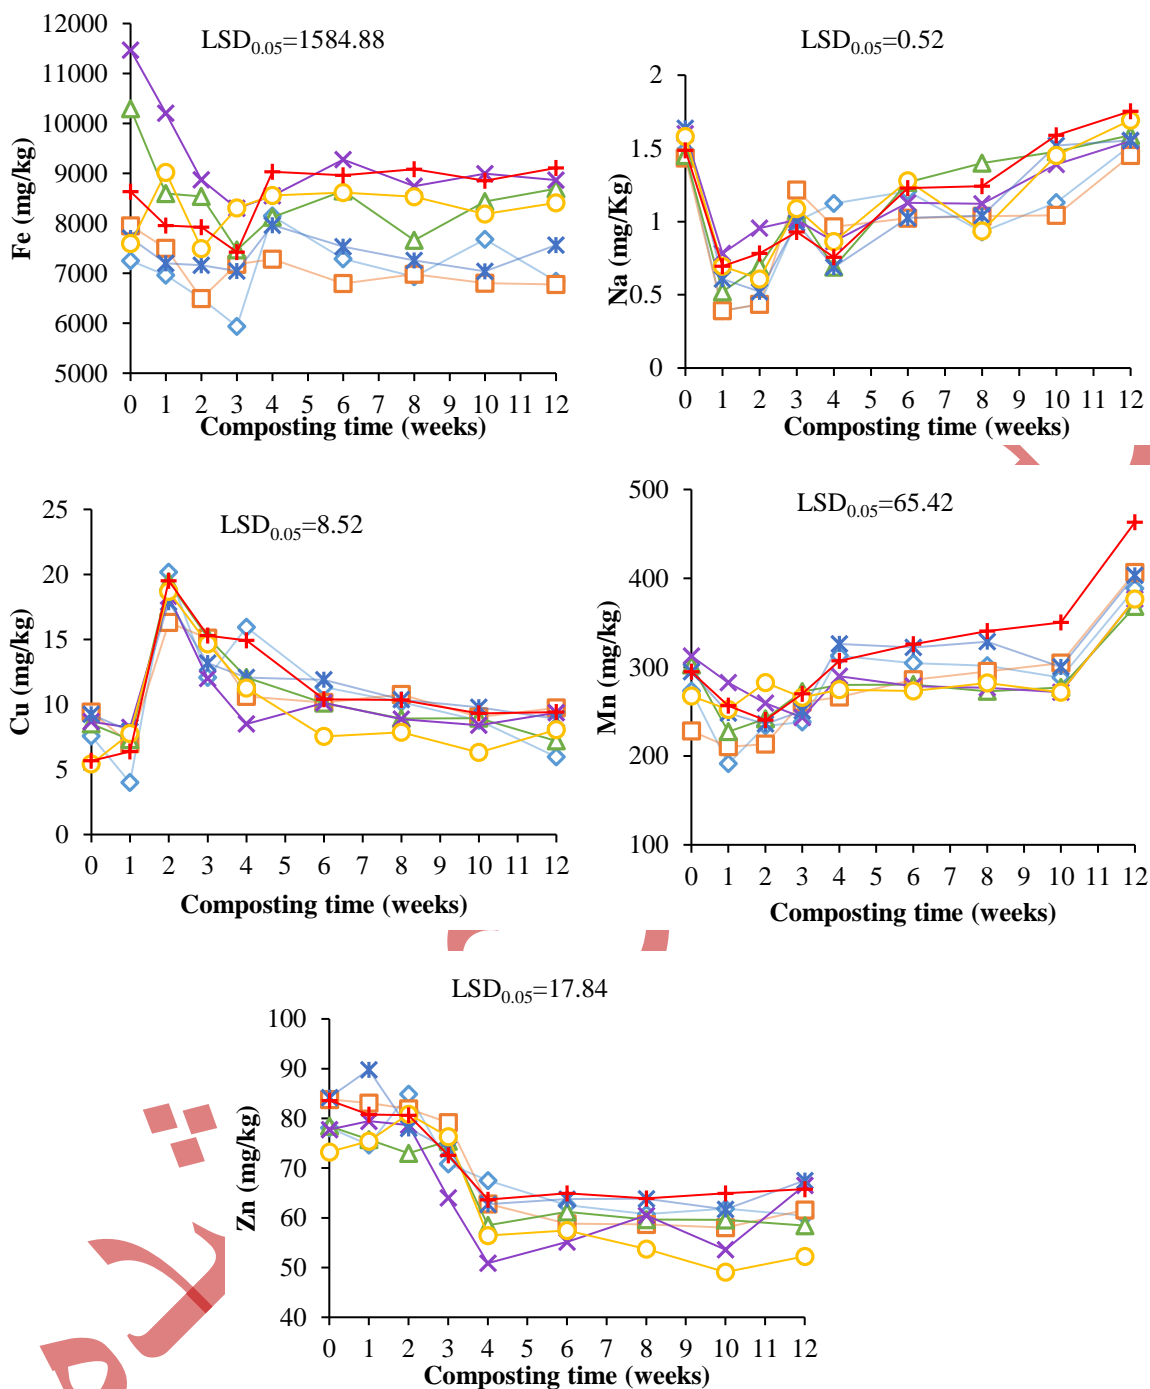 LSD0.05=1584.88
Fe (mg/kg)
12000
11000
10000
9000
8000
7000
6000
5000
0 1 2 3 4 5 6 7 8 9 10 11 12
Composting time (weeks)
LSD0.05=0.52
Na (mg/Kg)
2
1.5
1
0.5
0
0 1 2 3 4 5 6 7 8 9 10 11 12
Composting time (weeks)
LSD0.05=8.52
Cu (mg/kg)
25
20
15
10
5
0
0 1 2 3 4 5 6 7 8 9 10 11 12
Composting time (weeks)
LSD0.05=65.42
Mn (mg/kg)
500
400
300
200
100
0 1 2 3 4 5 6 7 8 9 10 11 12
Composting time (weeks)
LSD0.05=17.84
Zn (mg/kg)
100
90
80
70
60
50
40
0 1 2 3 4 5 6 7 8 9 10 11 12
Composting time (weeks)